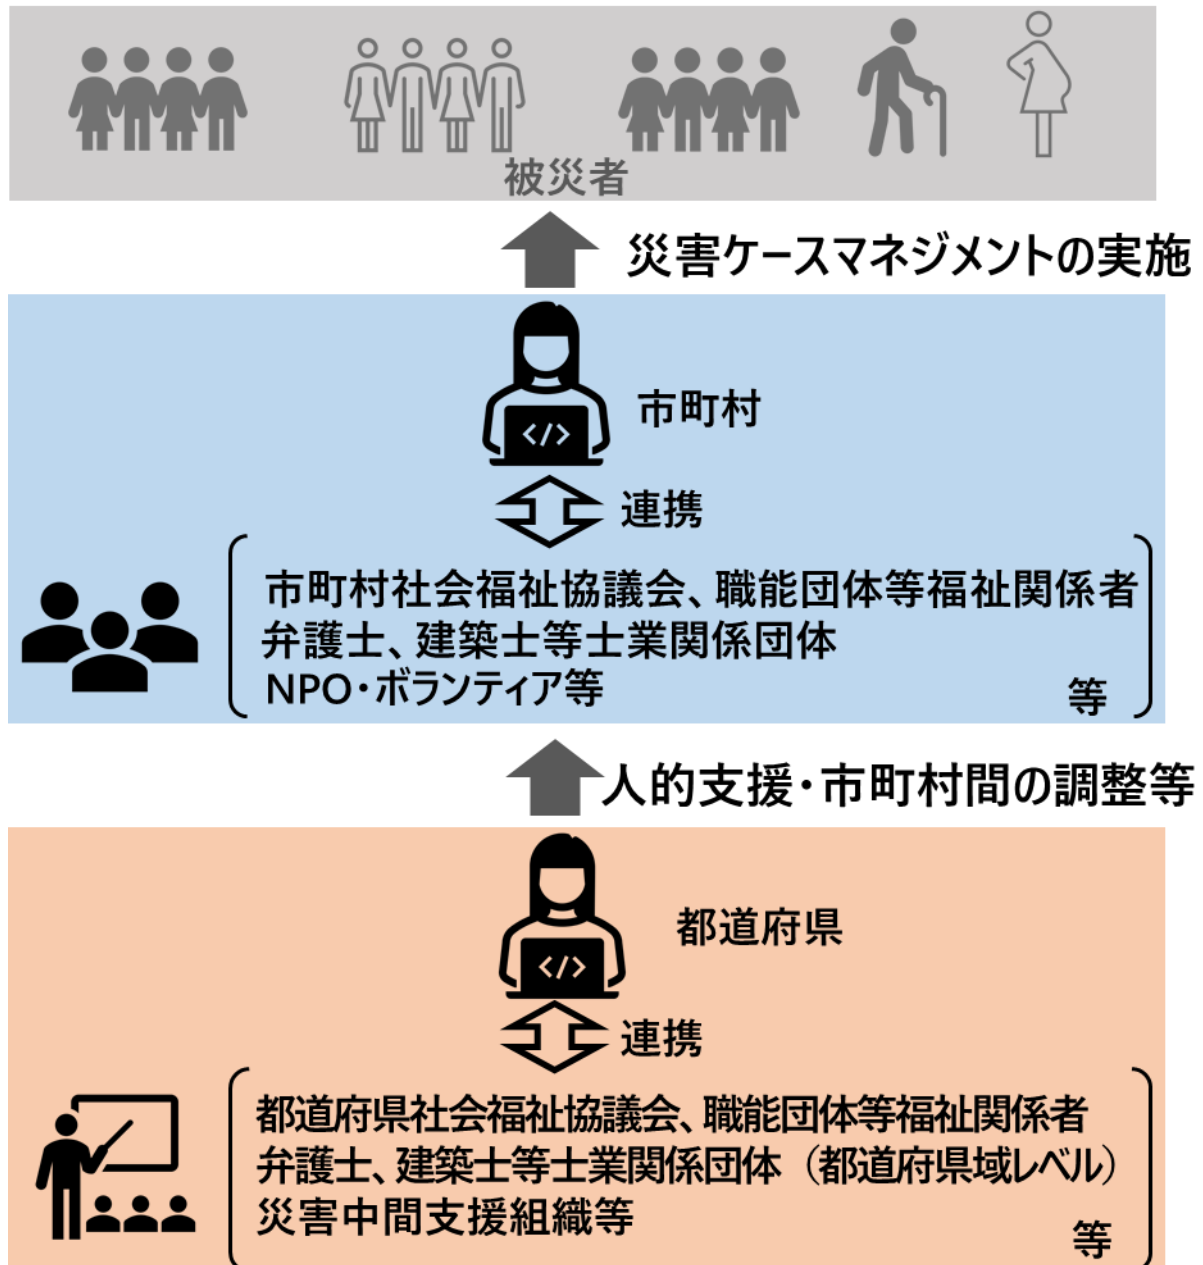 被災者
災害ケースマネジメントの実施
市町村
</>
連携
市町村社会福祉協議会、職能団体等福祉関係者
弁護士、建築士等士業関係団体
NPO・ボランティア等
等
人的支援・市町村間の調整等
都道府県
</>
連携
都道府県社会福祉協議会、職能団体等福祉関係者
弁護士、建築士等士業関係団体（都道府県域レベル）
災害中間支援組織等
等